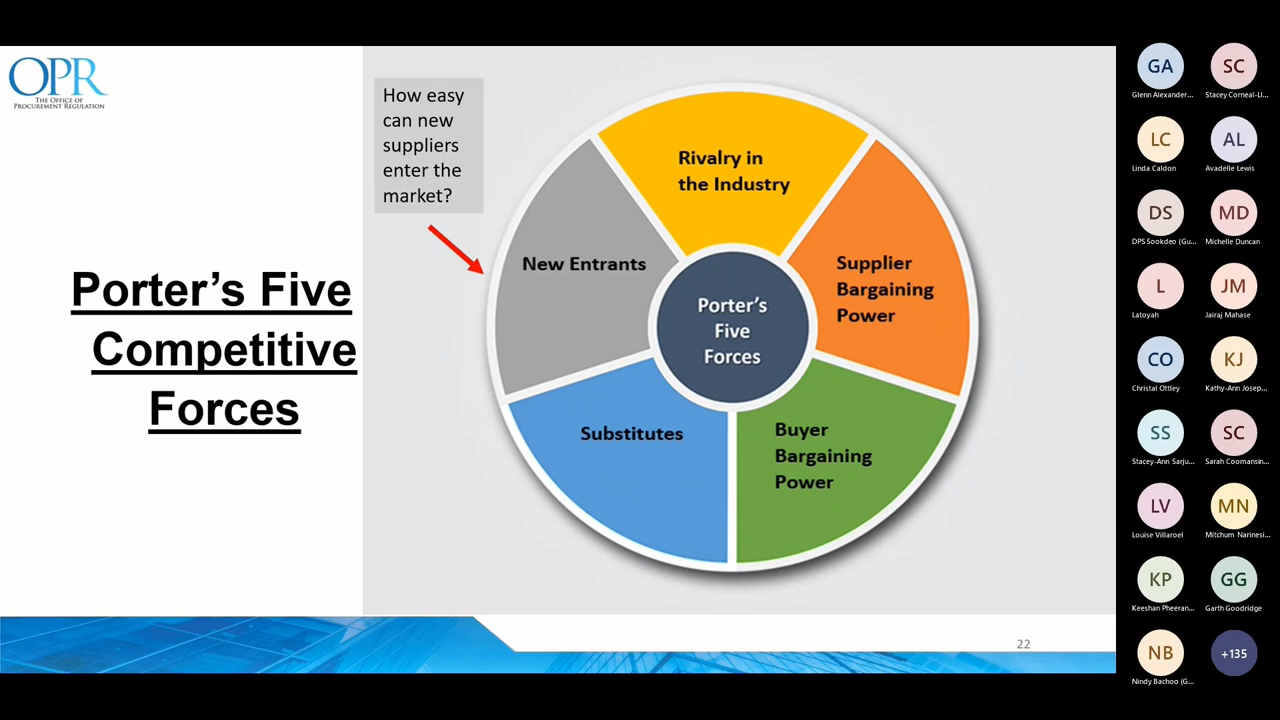 OPR
THE OFFICE OF
PROCUREMENT REGULATION
Porter’s Five
Competitive
Forces
How easy
can new
suppliers
enter the
market?
Rivalry in
the Industry
New Entrants
Supplier
Bargaining
Power
Porter’s
Five
Forces
Substitutes
Buyer
Bargaining
Power
22
GA
SC
Glenn Alexander...
Stacey Corneal-Ll...
LC
AL
Linda Caldon
Avadelle Lewis
DS
MD
DPS Sookdeo (Gu...
Michelle Duncan
L
JM
Latoyah
Jairaj Mahase
CO
KJ
Christal Ottley
Kathy-Ann Josep...
SS
SC
Stacey-Ann Sarju...
Sarah Coomansin...
LV
MN
Louise Villaroel
Mitchum Narinesi...
KP
GG
Keeshan Pheeran...
Garth Goodridge
NB
+135
Nindy Bachoo (G...